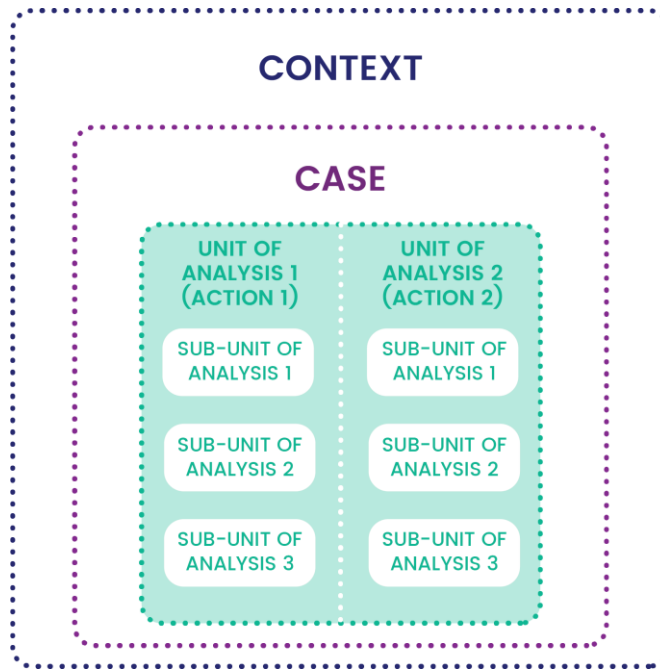 CONTEXT
CASE
UNIT OF
ANALYSIS 1
(ACTION 1)
SUB-UNIT OF
ANALYSIS 1
SUB-UNIT OF
ANALYSIS 2
SUB-UNIT OF
ANALYSIS 3
UNIT OF
ANALYSIS 2
(ACTION 2)
SUB-UNIT OF
ANALYSIS 1
SUB-UNIT OF
ANALYSIS 2
SUB-UNIT OF
ANALYSIS 3